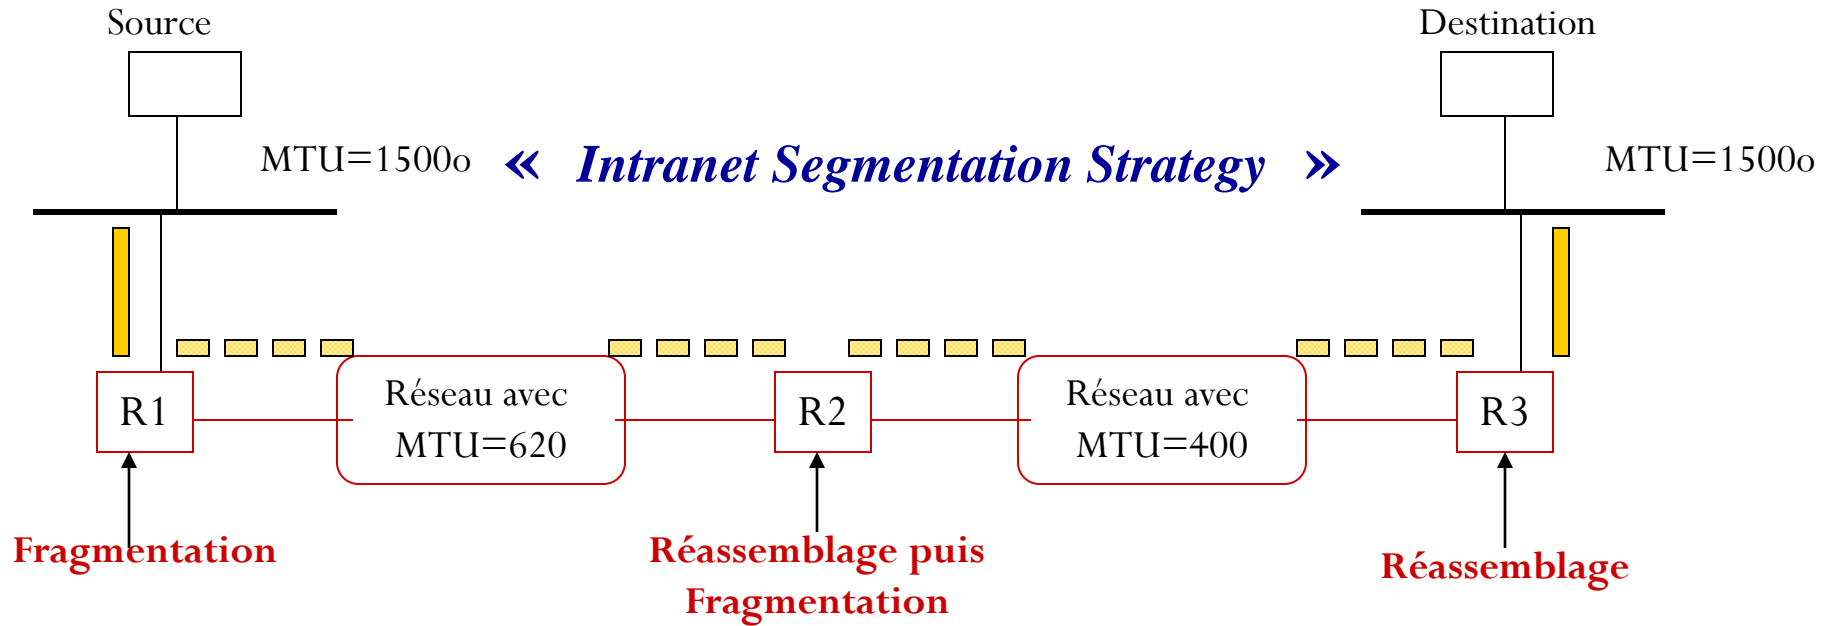 Source
Destination
MTU=1500o
« Intranet Segmentation Strategy »
MTU=1500o
R1
Réseau avec
MTU=620
R2
Réseau avec
MTU=400
R3
Fragmentation
Réassemblage puis
Fragmentation
Réassemblage